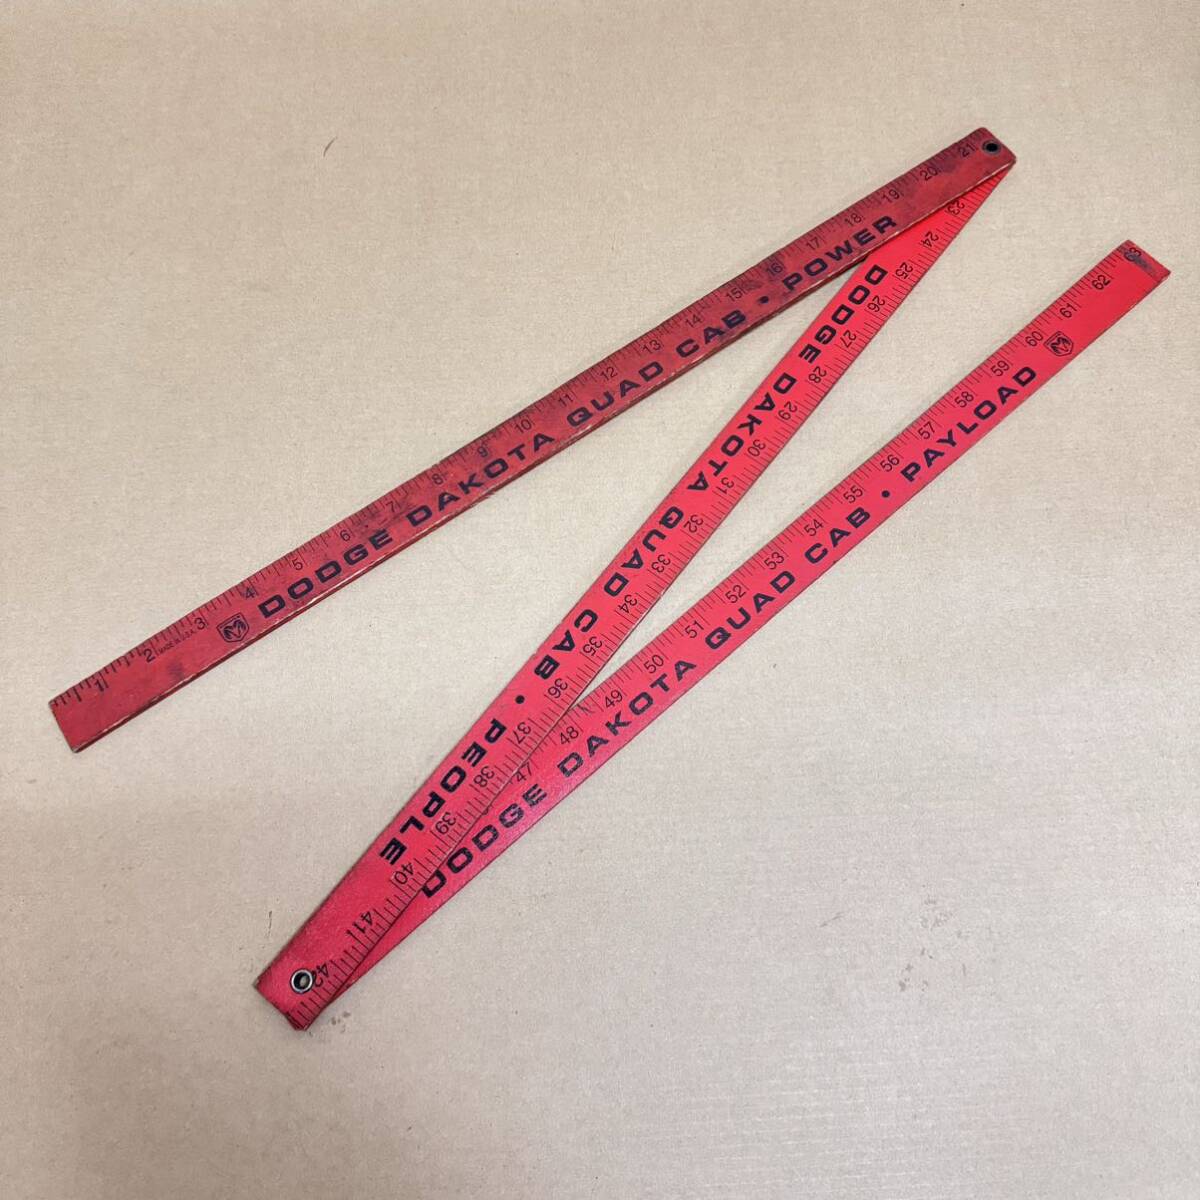 1 2 3 4 5 6 7 8 9 10 11 12 13 14 15 16 17 18 19 20 21
MADE IN U.S.A.
DODGE DAKOTA QUAD CAB • POWER
23 24 25 26 27 28 29 30 31 32 33 34 35 36 37 38 39 40 41 42
DODGE DAKOTA QUAD CAB • PEOPLE
47 48 49 50 51 52 53 54 55 56 57 58 59 60 61 62 63
DODGE DAKOTA QUAD CAB • PAYLOAD